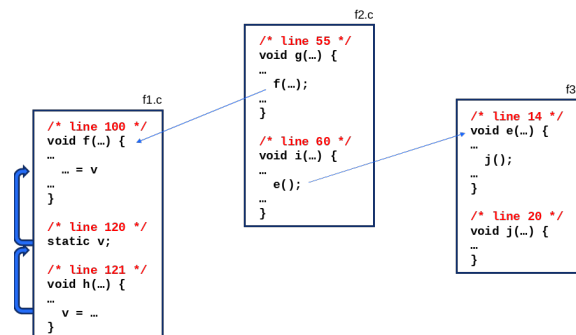 f1.c
/* line 100 */
void f(…) {
…
… = v
…
}
/* line 120 */
static v;
/* line 121 */
void h(…) {
…
v = …
}
f2.c
/* line 55 */
void g(…) {
…
f(…);
…
}
/* line 60 */
void i(…) {
…
e();
…
}
f3
/* line 14 */
void e(…) {
…
j();
…
}
/* line 20 */
void j(…) {
…
}